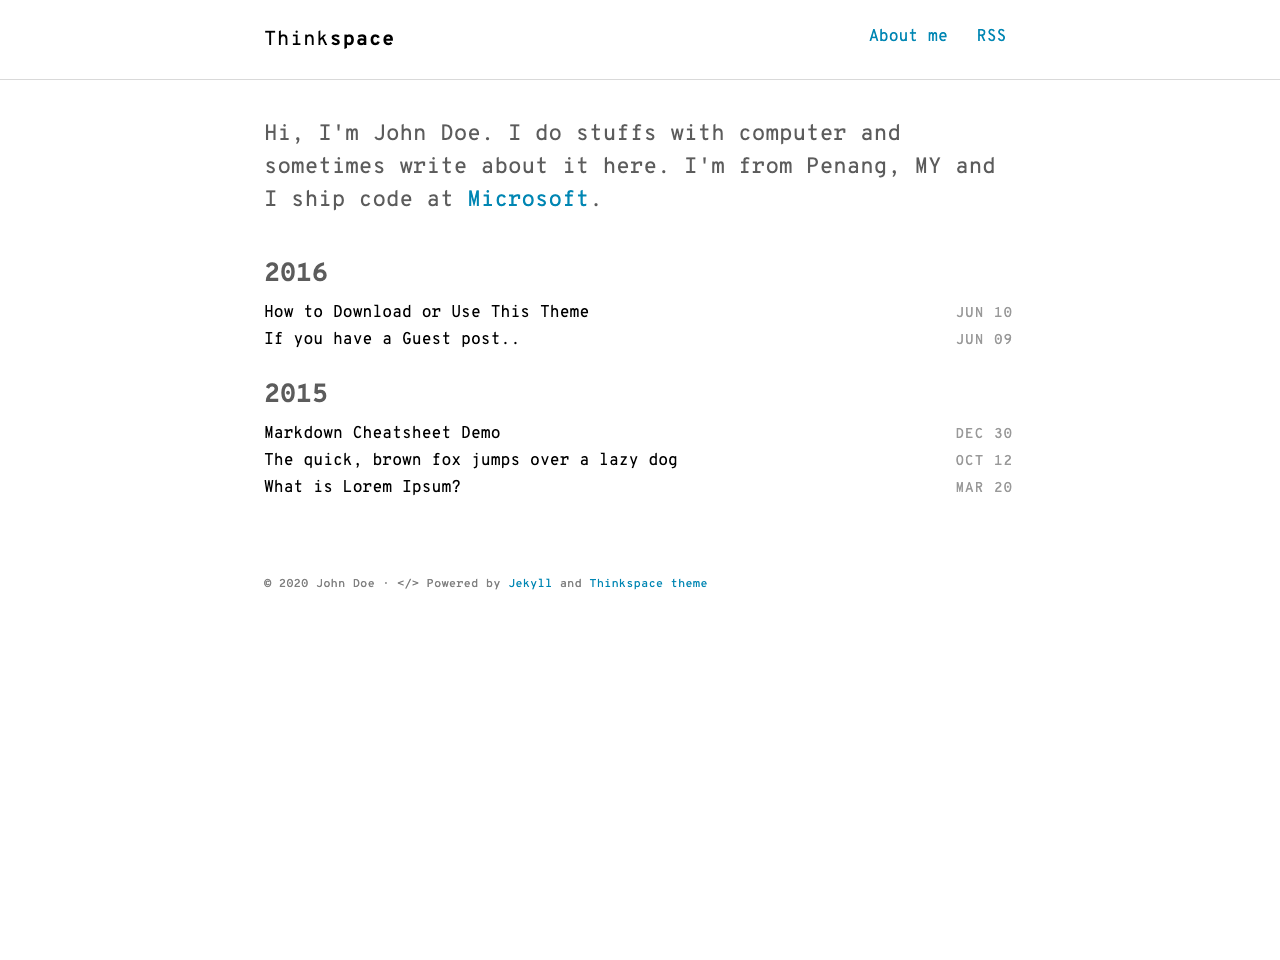 Thinkspace
About me RSS
Hi, I'm John Doe. I do stuffs with computer and
sometimes write about it here. I'm from Penang, MY and
I ship code at Microsoft.
2016
How to Download or Use This Theme JUN 10
If you have a Guest post.. JUN 09
2015
Markdown Cheatsheet Demo DEC 30
The quick, brown fox jumps over a lazy dog OCT 12
What is Lorem Ipsum? MAR 20
© 2020 John Doe · </> Powered by Jekyll and Thinkspace theme